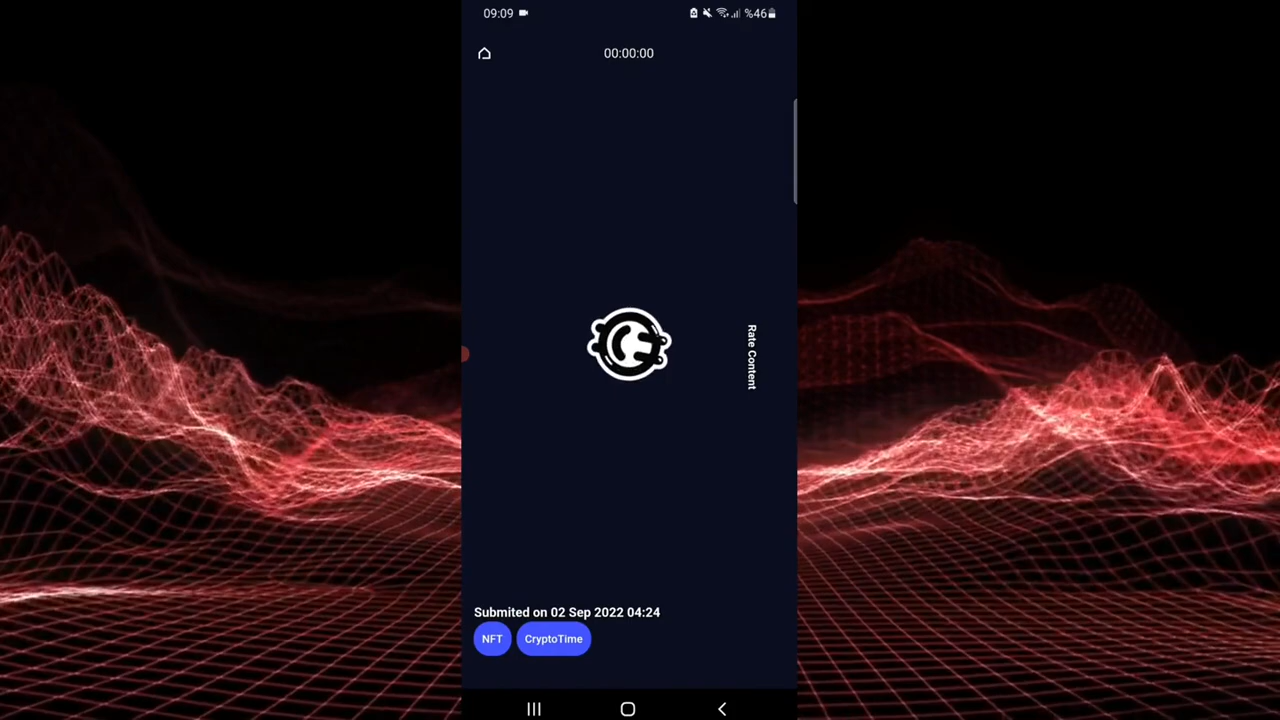 09:09
%46
00:00:00
Rate Content
Submited on 02 Sep 2022 04:24
NFT
CryptoTime